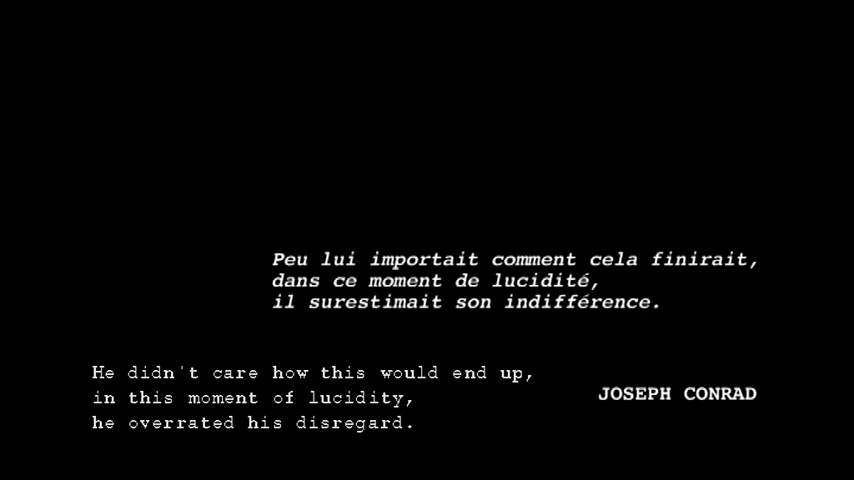 Peu lui importait comment cela finirait,
dans ce moment de lucidité,
il surestimait son indifférence.
JOSEPH CONRAD
He didn't care how this would end up,
in this moment of lucidity,
he overrated his disregard.